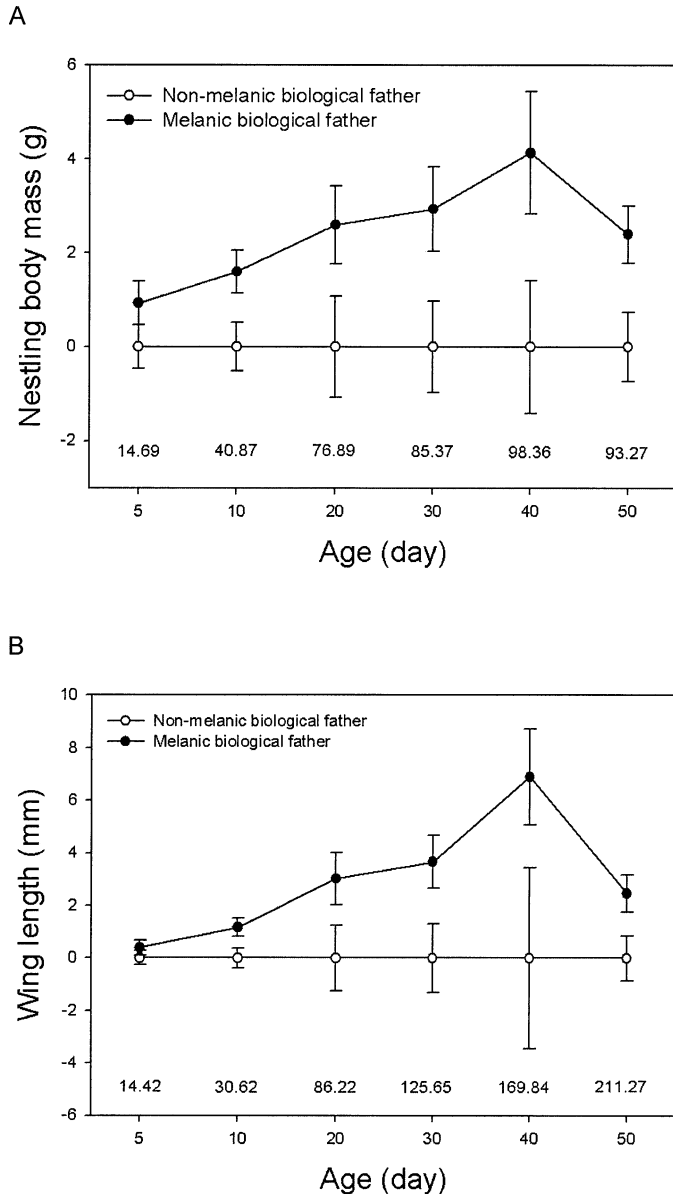 A
6
Non-melanic biological father
Melanic biological father
4
2
0
-2
Nestling body mass (g)
14.69 40.87 76.89 85.37 98.36 93.27
5 10 20 30 40 50
Age (day)
B
10
Non-melanic biological father
Melanic biological father
8
6
4
2
0
-2
-4
-6
Wing length (mm)
14.42 30.62 86.22 125.65 169.84 211.27
5 10 20 30 40 50
Age (day)